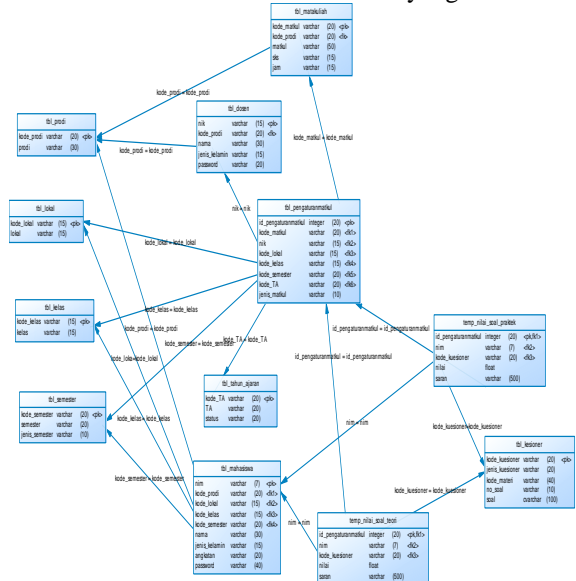 tbl_matakuliah
kode_matkul varchar (20) <pk>
kode_prodi varchar (20) <fk>
matkul varchar (50)
sks varchar (15)
jam varchar (15)
kode_prodi = kode_prodi
tbl_prodi
kode_prodi varchar (20) <pk>
prodi varchar (30)
tbl_dosen
nik varchar (15) <pk>
kode_prodi varchar (20) <fk>
nama varchar (30)
jenis_kelamin varchar (15)
password varchar (20)
kode_prodi = kode_prodi
kode_matkul = kode_matkul
nik = nik
tbl_lokal
kode_lokal varchar (15) <pk>
lokal varchar (15)
kode_lokal = kode_lokal
tbl_pengaturanmatkul
id_pengaturanmatkul integer (20) <pk>
kode_matkul varchar (20) <fk1>
nik varchar (15) <fk2>
kode_lokal varchar (15) <fk3>
kode_kelas varchar (15) <fk4>
kode_semester varchar (20) <fk5>
kode_TA varchar (20) <fk6>
jenis_matkul varchar (10)
tbl_kelas
kode_kelas varchar (15) <pk>
kelas varchar (15)
kode_kelas = kode_kelas
kode_prodi = kode_prodi
kode_semester = kode_semester
kode_TA = kode_TA
kode_lokal = kode_lokal
id_pengaturanmatkul = id_pengaturanmatkul
id_pengaturanmatkul = id_pengaturanmatkul
temp_nilai_soal_praktek
id_pengaturanmatkul integer (20) <pk,fk1>
nim varchar (7) <fk2>
kode_kuesioner varchar (20) <fk3>
nilai float
saran varchar (500)
tbl_tahun_ajaran
kode_TA varchar (20) <pk>
TA varchar (20)
status varchar (20)
tbl_semester
kode_semester varchar (20) <pk>
semester varchar (20)
jenis_semester varchar (10)
kode_kelas = kode_kelas
nim = nim
kode_kuesioner = kode_kuesioner
tbl_kesioner
kode_kuesioner varchar (20) <pk>
jenis_kuesioner varchar (20)
kode_materi varchar (40)
no_soal varchar (10)
soal cvarchar (100)
kode_semester = kode_semester
tbl_mahasiswa
nim varchar (7) <pk>
kode_prodi varchar (20) <fk1>
kode_lokal varchar (15) <fk2>
kode_kelas varchar (15) <fk3>
kode_semester varchar (20) <fk4>
nama varchar (30)
jenis_kelamin varchar (15)
angkatan varchar (20)
password varchar (40)
kode_kuesioner = kode_kuesioner
nim = nim
temp_nilai_soal_teori
id_pengaturanmatkul integer (20) <pk,fk1>
nim varchar (7) <fk2>
kode_kuesioner varchar (20) <fk3>
nilai float
saran varchar (500)